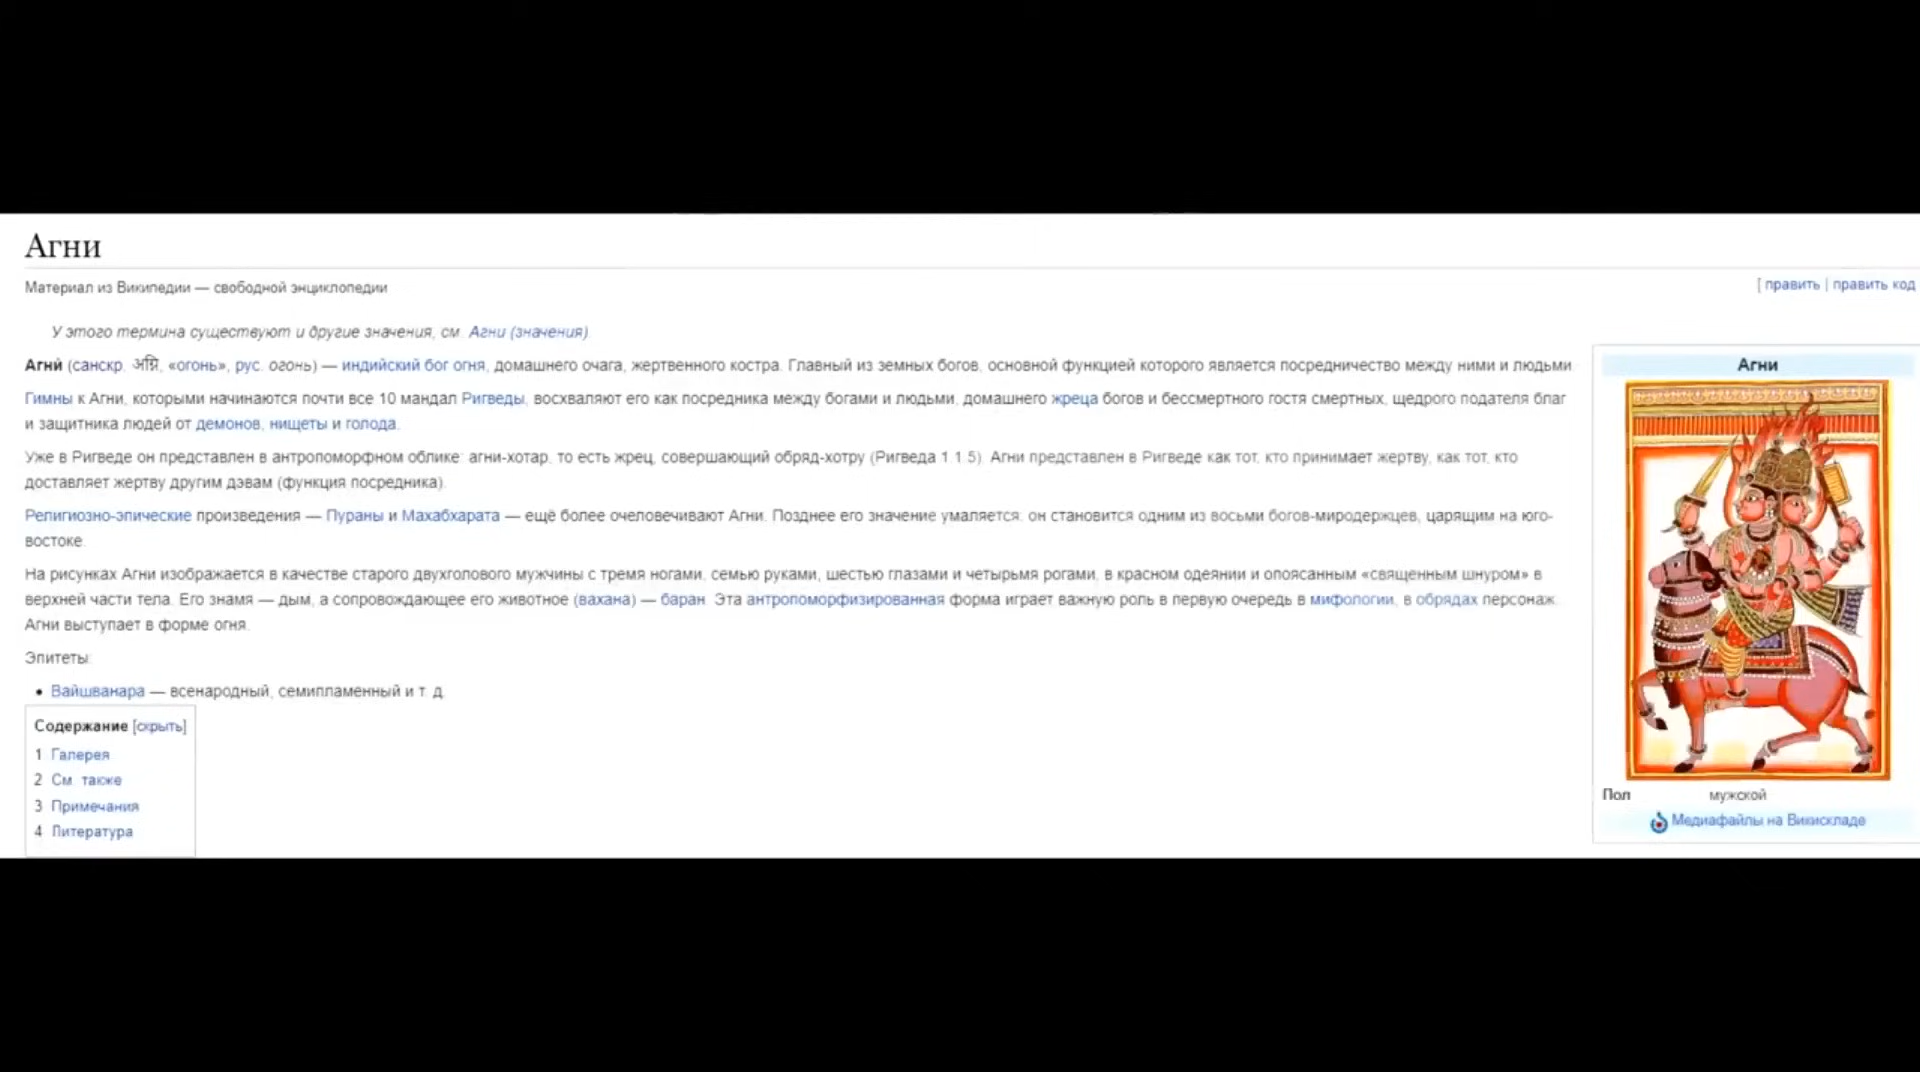 Агни
Материал из Википедии — свободной энциклопедии
[ править | править код
У этого термина существуют и другие значения, см. Агни (значения)
Агни́ (санскр. अग्नि, «огонь», рус. огонь) — индийский бог огня, домашнего очага, жертвенного костра. Главный из земных богов, основной функцией которого является посредничество между ними и людьми
Гимны к Агни, которыми начинаются почти все 10 мандал Ригведы, восхваляют его как посредника между богами и людьми, домашнего жреца богов и бессмертного гостя смертных, щедрого подателя благ
и защитника людей от демонов, нищеты и голода.
Уже в Ригведе он представлен в антропоморфном облике: агни-хотар, то есть жрец, совершающий обряд-хотру (Ригведа 1.1.5). Агни представлен в Ригведе как тот, кто принимает жертву, как тот, кто
доставляет жертву другим дэвам (функция посредника).
Религиозно-эпические произведения — Пураны и Махабхарата — ещё более очеловечивают Агни. Позднее его значение умаляется: он становится одним из восьми богов-миродержцев, царящим на юго-
востоке.
На рисунках Агни изображается в качестве старого двухголового мужчины с тремя ногами, семью руками, шестью глазами и четырьмя рогами, в красном одеянии и опоясанным «священным шнуром» в
верхней части тела. Его знамя — дым, а сопровождающее его животное (вахана) — баран. Эта антропоморфизированная форма играет важную роль в первую очередь в мифологии, в обрядах персонаж
Агни выступает в форме огня.
Эпитеты:
• Вайшванара — всенародный, семипламенный и т. д.
Содержание [скрыть]
1 Галерея
2 См. также
3 Примечания
4 Литература
Агни
Пол мужской
Медиафайлы на Викискладе